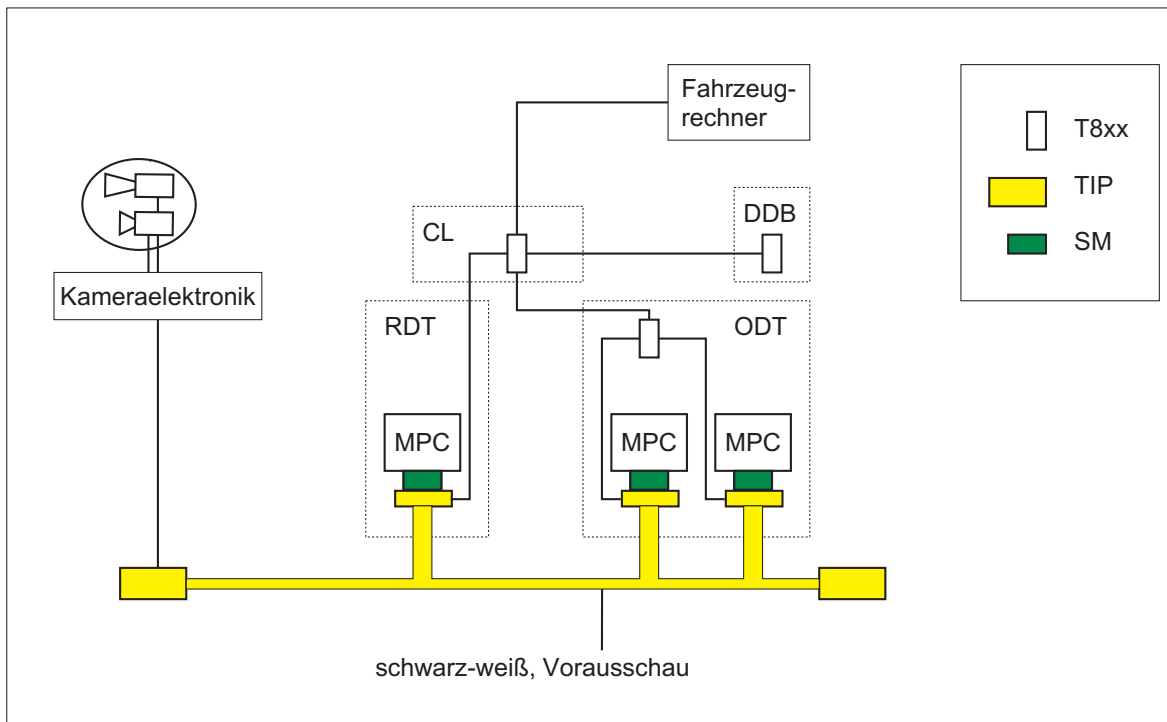 Fahrzeug-
rechner
T8xx
TIP
SM
DDB
CL
Kameraelektronik
RDT
ODT
MPC
MPC
MPC
schwarz-weiß, Vorausschau